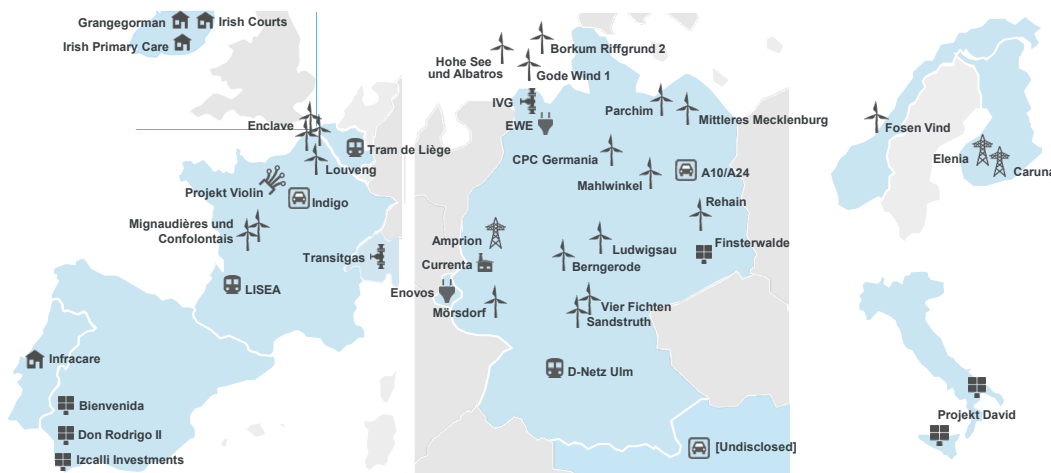 Grangegorman
Irish Courts
Irish Primary Care
Enclave
Tram de Liège
Louveng
Projekt Violin
Indigo
Mignaudières und
Confolontais
Transitgas
LISEA
Infracare
Bienvenida
Don Rodrigo II
Izcalli Investments
Borkum Riffgrund 2
Hohe See
und Albatros
Gode Wind 1
IVG
EWE
Parchim
Mittleres Mecklenburg
CPC Germania
Mahlwinkel
A10/A24
Rehain
Amprion
Ludwigsau
Finsterwalde
Currenta
Berngerode
Enovos
Mörsdorf
Vier Fichten
Sandstruth
D-Netz Ulm
[Undisclosed]
Fosen Vind
Elenia
Caruna
Projekt David